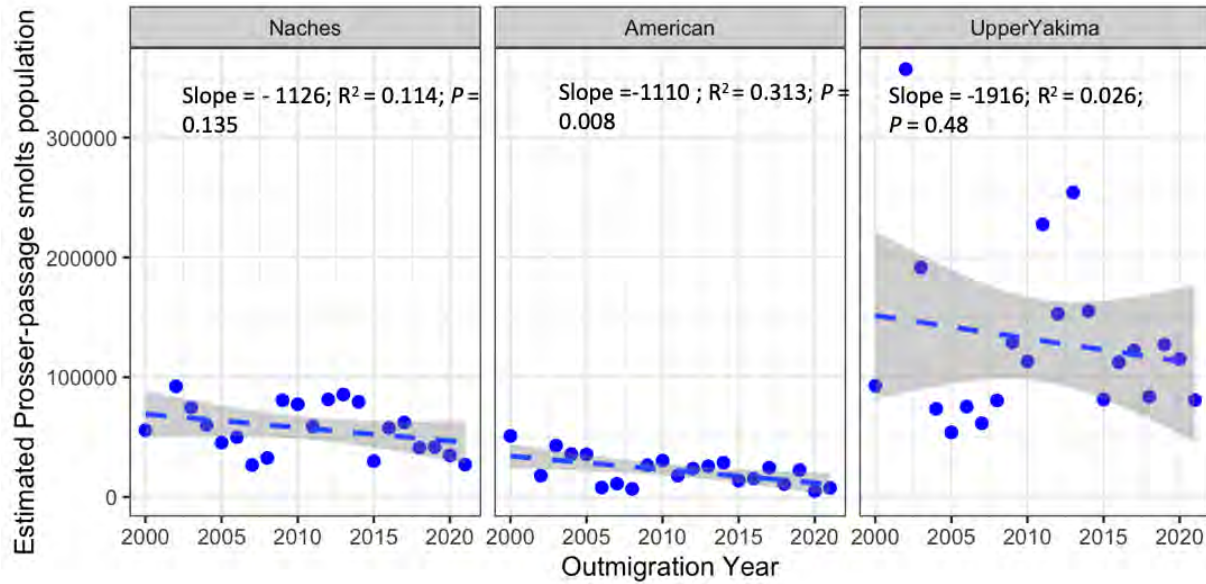 Naches
American
UpperYakima
Slope = - 1126; R² = 0.114; P =
0.135
Slope =-1110 ; R² = 0.313; P =
0.008
Slope = -1916; R² = 0.026;
P = 0.48
Estimated Prosser-passage smolts population
300000
200000
100000
0
2000 2005 2010 2015 2020
2000 2005 2010 2015 2020
2000 2005 2010 2015 2020
Outmigration Year